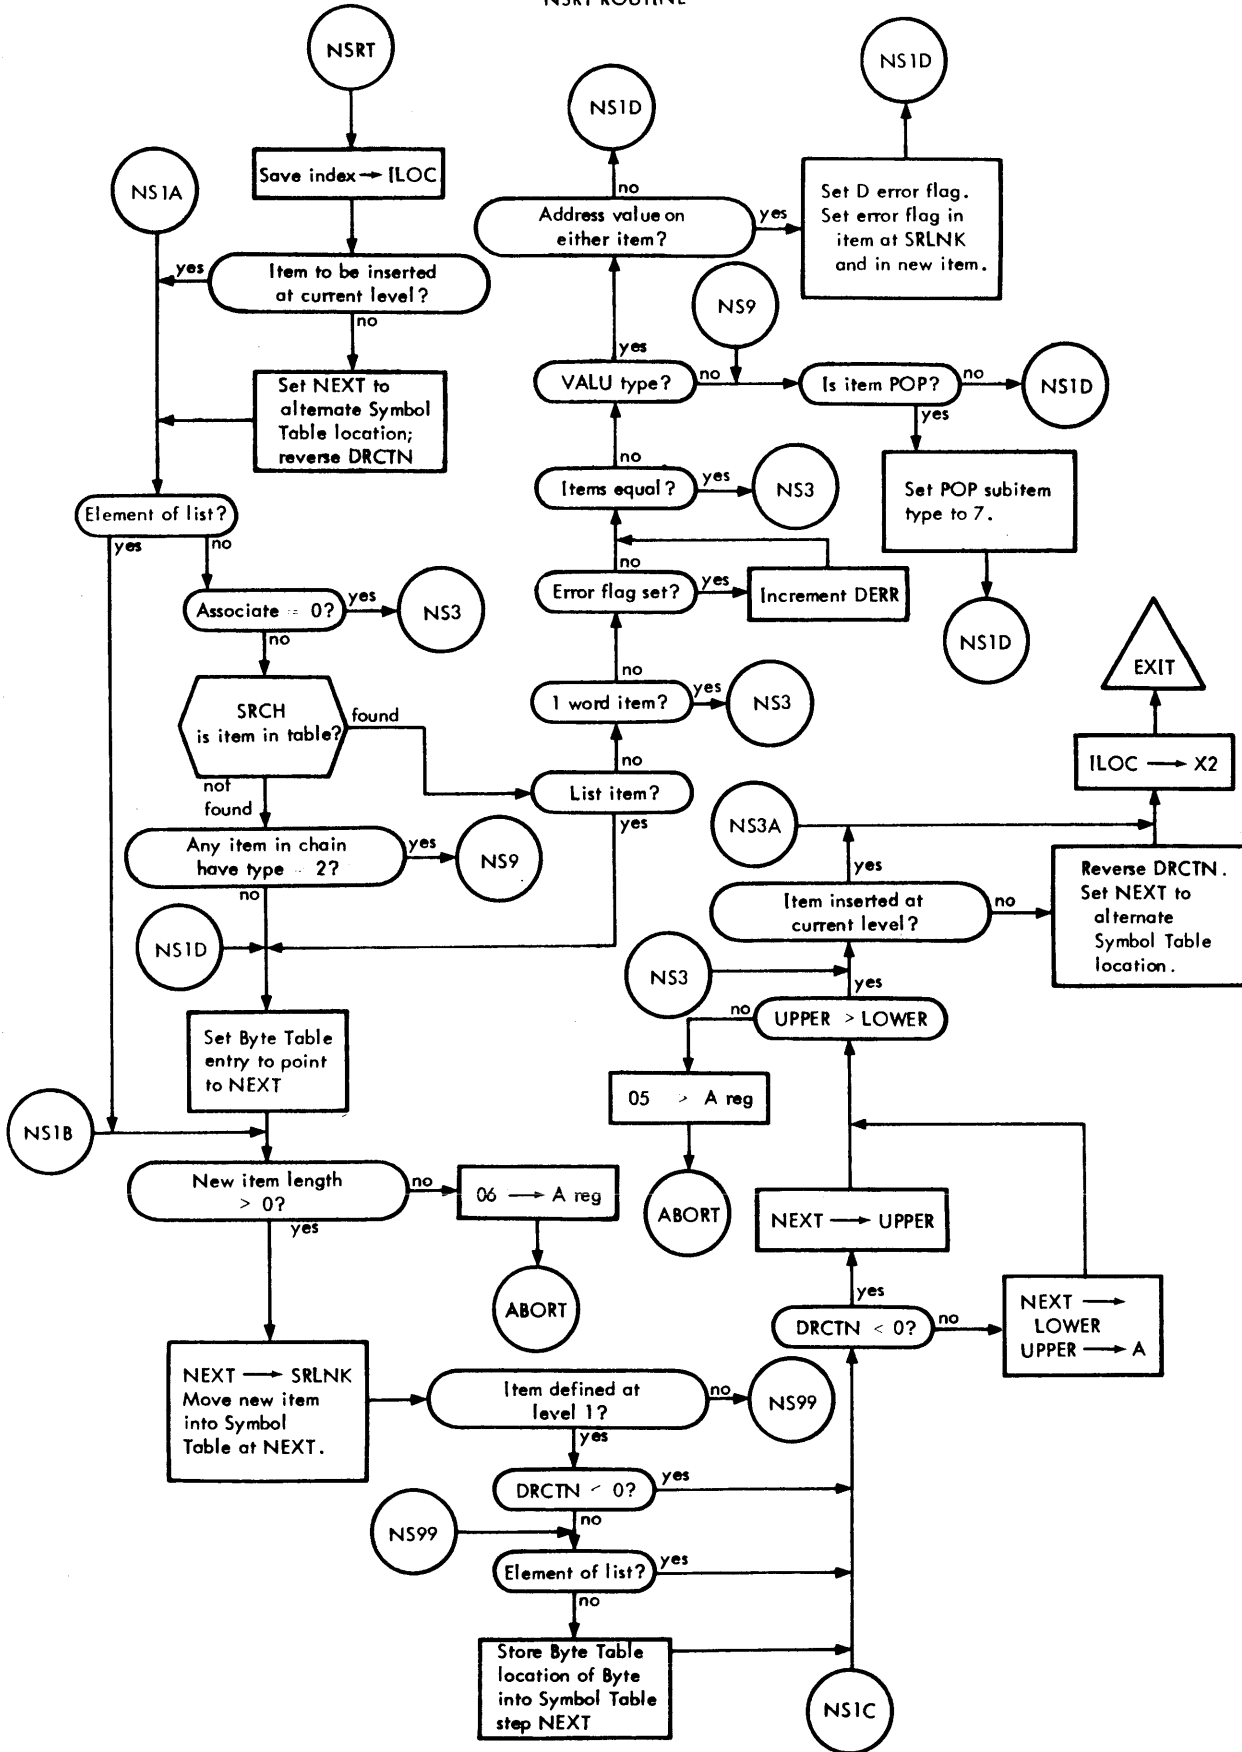 NSRT ROUTINE
NSRT
Save index → ILOC
Item to be inserted
at current level?
yes
no
NS1A
Set NEXT to
alternate Symbol
Table location;
reverse DRCTN
Element of list?
yes
no
Associate = 0?
yes
NS3
no
SRCH
is item in table?
found
not
found
Any item in chain
have type = 2?
yes
NS9
no
NS1D
Set Byte Table
entry to point
to NEXT
NS1B
New item length
> 0?
no
06 → A reg
ABORT
yes
NEXT → SRLNK
Move new item
into Symbol
Table at NEXT.
Item defined at
level 1?
no
NS99
yes
DRCTN < 0?
yes
no
NS99
Element of list?
yes
no
Store Byte Table
location of Byte
into Symbol Table
step NEXT
NS1C
NS1D
no
Address value on
either item?
yes
NS1D
Set D error flag.
Set error flag in
item at SRLNK
and in new item.
yes
VALU type?
no
NS9
Is item POP?
no
NS1D
yes
Set POP subitem
type to 7.
NS1D
no
Items equal?
yes
NS3
no
Error flag set?
yes
Increment DERR
no
1 word item?
yes
NS3
no
List item?
yes
EXIT
ILOC → X2
NS3A
yes
Item inserted at
current level?
no
Reverse DRCTN.
Set NEXT to
alternate
Symbol Table
location.
NS3
yes
UPPER > LOWER
no
05 > A reg
ABORT
NEXT → UPPER
yes
DRCTN < 0?
no
NEXT →
LOWER
UPPER → A